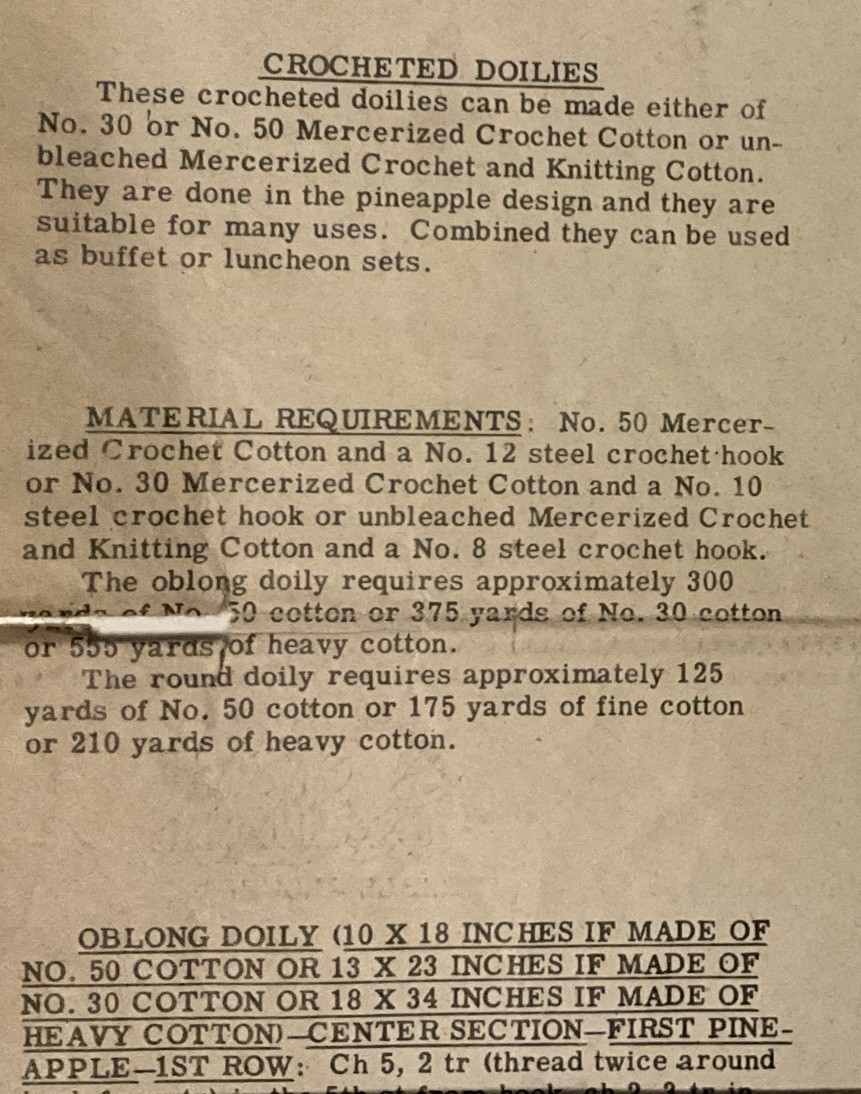 CROCHETED DOILIES
These crocheted doilies can be made either of
No. 30 or No. 50 Mercerized Crochet Cotton or un-
bleached Mercerized Crochet and Knitting Cotton.
They are done in the pineapple design and they are
suitable for many uses. Combined they can be used
as buffet or luncheon sets.
MATERIAL REQUIREMENTS: No. 50 Mercer-
ized Crochet Cotton and a No. 12 steel crochet hook
or No. 30 Mercerized Crochet Cotton and a No. 10
steel crochet hook or unbleached Mercerized Crochet
and Knitting Cotton and a No. 8 steel crochet hook.
The oblong doily requires approximately 300
yards of No. 50 cotton or 375 yards of No. 30 cotton
or yards of heavy cotton.
The round doily requires approximately 125
yards of No. 50 cotton or 175 yards of fine cotton
or 210 yards of heavy cotton.
OBLONG DOILY (10 X 18 INCHES IF MADE OF
NO. 50 COTTON OR 13 X 23 INCHES IF MADE OF
NO. 30 COTTON OR 18 X 34 INCHES IF MADE OF
HEAVY COTTON)—CENTER SECTION—FIRST PINE-
APPLE—1ST ROW: Ch 5, 2 tr (thread twice around